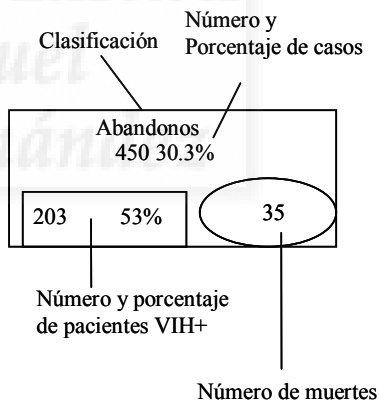 Número y
Porcentaje de casos
Clasificación
Abandonos
450 30.3%
203 53%
35
Número y porcentaje
de pacientes VIH+
Número de muertes